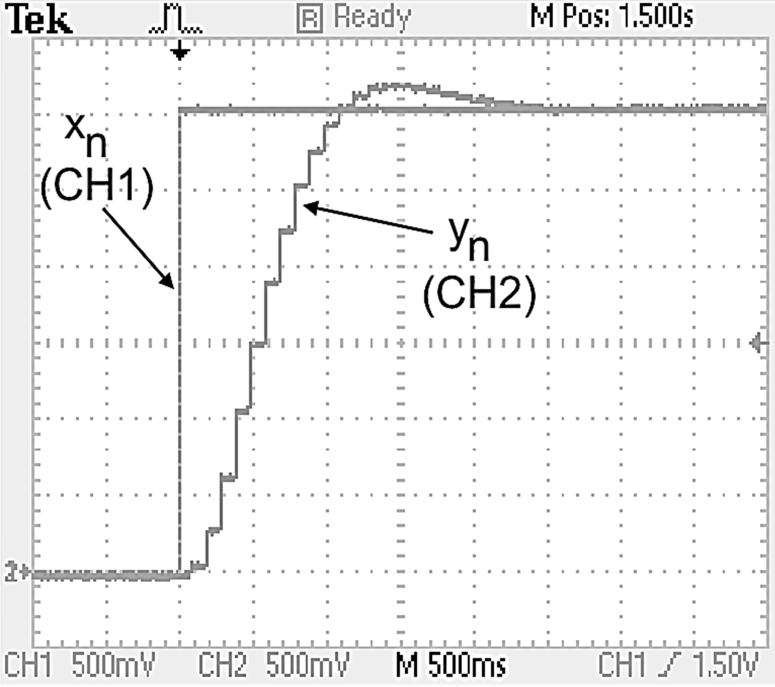 Tek R Ready M Pos: 1.500s
xn
(CH1)
yn
(CH2)
2
CH1 500mV CH2 500mV M 500ms CH1 1.50V